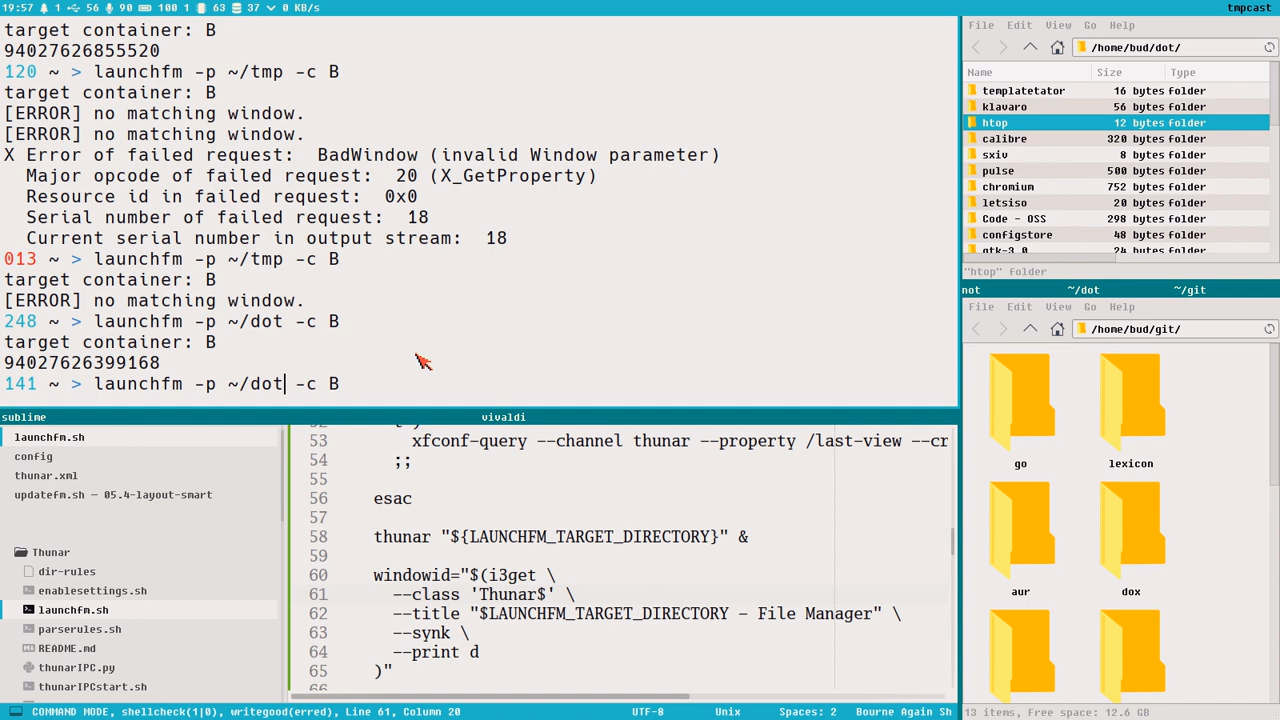 19:57 1 56 90 100 1 63 37 0 KB/s tmpcast
target container: B
94027626855520
120 ~ > launchfm -p ~/tmp -c B
target container: B
[ERROR] no matching window.
[ERROR] no matching window.
X Error of failed request:  BadWindow (invalid Window parameter)
  Major opcode of failed request:  20 (X_GetProperty)
  Resource id in failed request:  0x0
  Serial number of failed request:  18
  Current serial number in output stream:  18
013 ~ > launchfm -p ~/tmp -c B
target container: B
[ERROR] no matching window.
248 ~ > launchfm -p ~/dot -c B
target container: B
94027626399168
141 ~ > launchfm -p ~/dot -c B
File Edit View Go Help
/home/bud/dot/
Name Size Type
templatetator 16 bytes folder
klavaro 56 bytes folder
htop 12 bytes folder
calibre 320 bytes folder
sxiv 8 bytes folder
pulse 500 bytes folder
chromium 752 bytes folder
letsiso 20 bytes folder
Code - OSS 298 bytes folder
configstore 48 bytes folder
gtk-3.0 24 bytes folder
"htop" folder
not ~/dot ~/git
File Edit View Go Help
/home/bud/git/
go lexicon
aur dox
13 items, Free space: 12.6 GB
sublime vivaldi
launchfm.sh
config
thunar.xml
updatefm.sh — 05.4-layout-smart
Thunar
dir-rules
enablesettings.sh
launchfm.sh
parserules.sh
README.md
thunarIPC.py
thunarIPCstart.sh
53 xfconf-query --channel thunar --property /last-view --cr
54 ;;
55
56 esac
57
58 thunar "${LAUNCHFM_TARGET_DIRECTORY}" &
59
60 windowid="$(i3get \
61 --class 'Thunar$' \
62 --title "$LAUNCHFM_TARGET_DIRECTORY - File Manager" \
63 --synk \
64 --print d
65 )"
COMMAND MODE, shellcheck(1|0), writegood(erred), Line 61, Column 20 UTF-8 Unix Spaces: 2 Bourne Again Sh